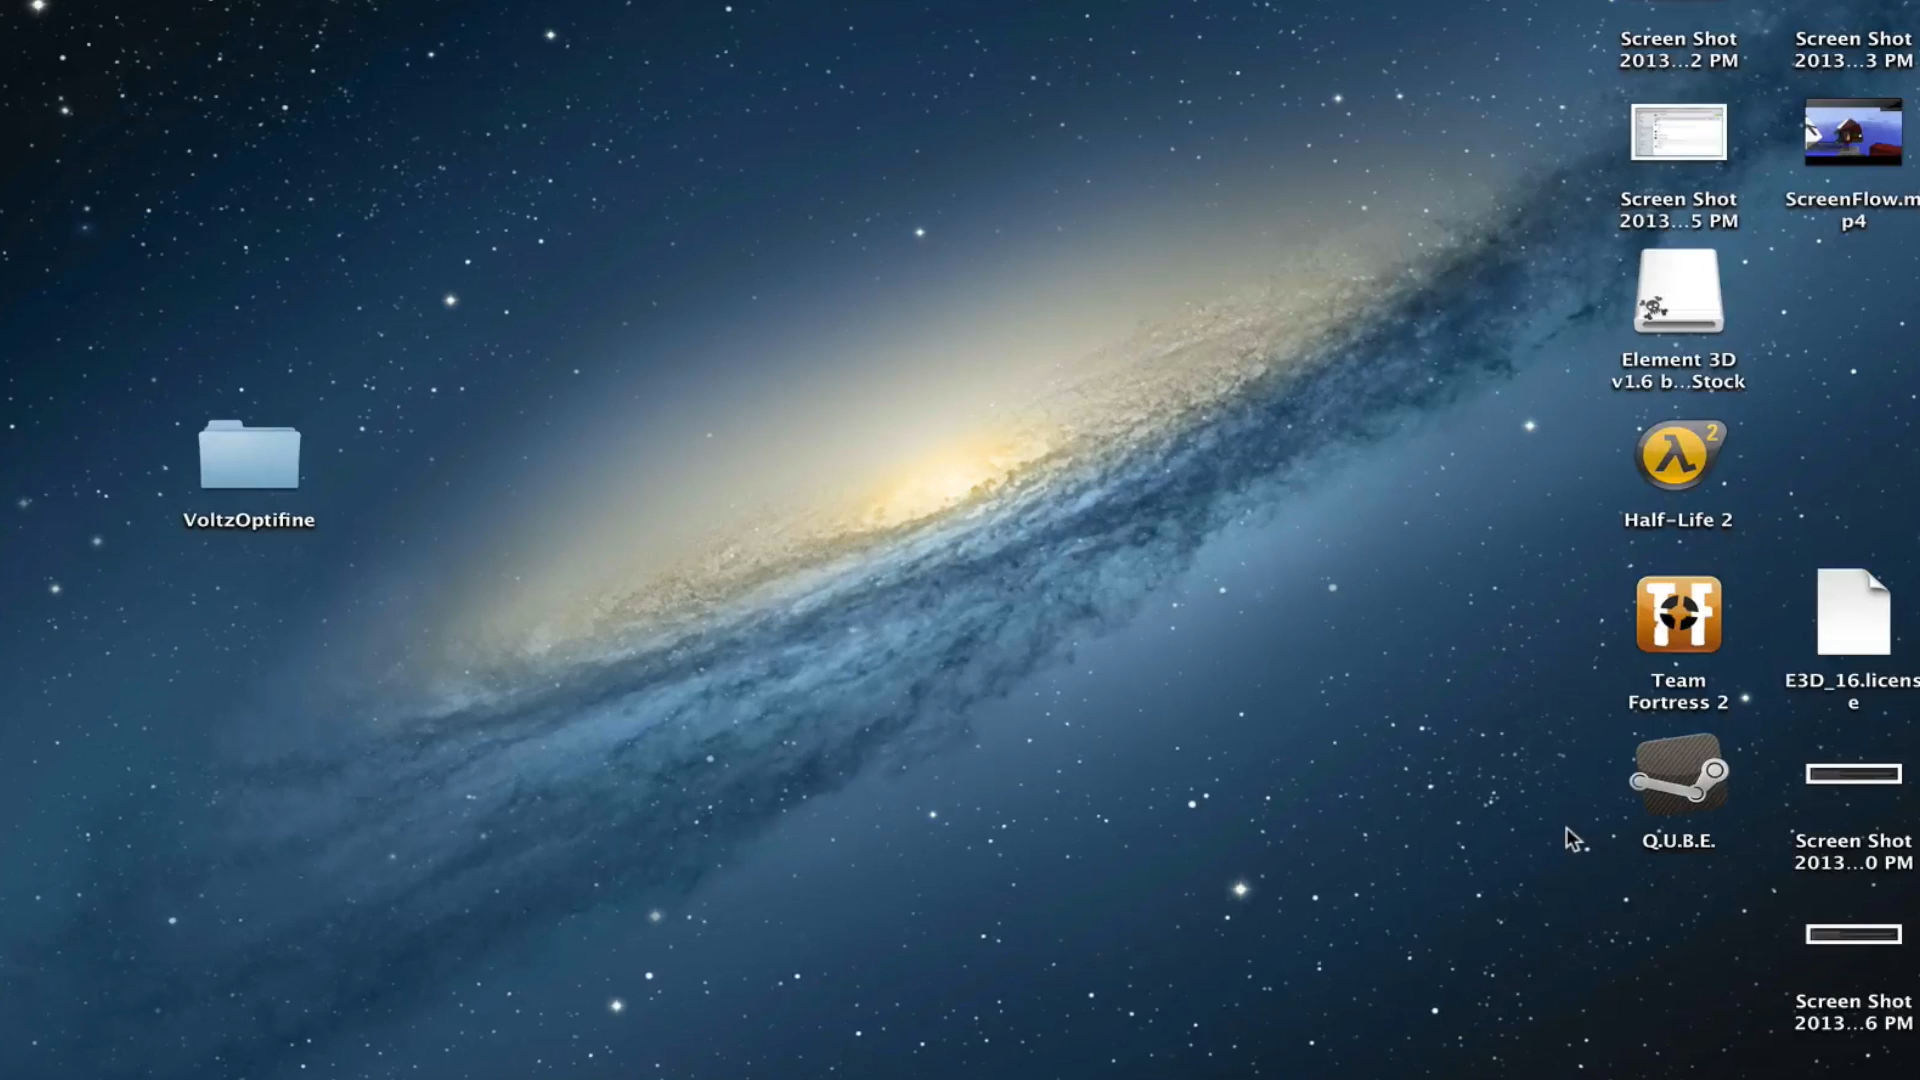 Screen Shot
2013...2 PM
Screen Shot
2013...3 PM
Screen Shot
2013...5 PM
ScreenFlow.m
p4
Element 3D
v1.6 b...Stock
VoltzOptifine
2
Half-Life 2
Team
Fortress 2
E3D_16.licens
e
Q.U.B.E.
Screen Shot
2013...0 PM
Screen Shot
2013...6 PM